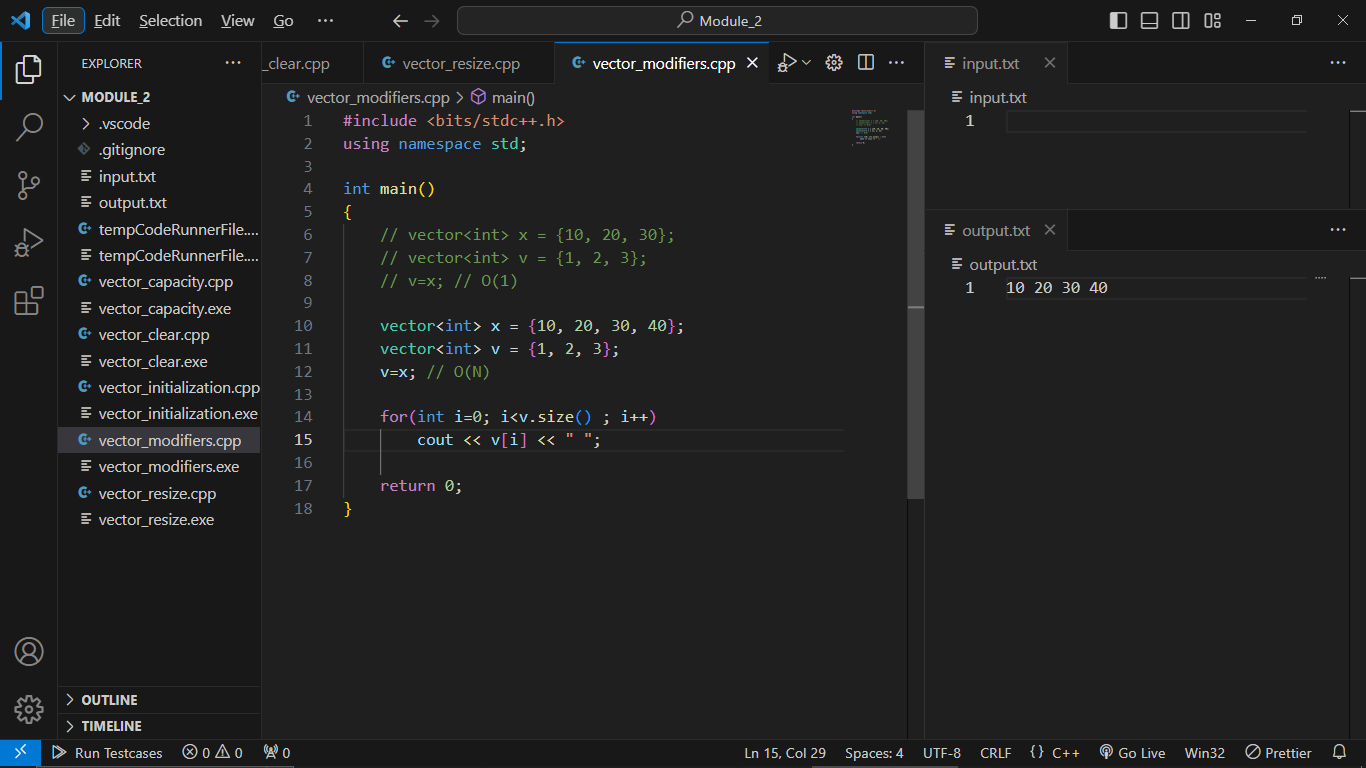 File Edit Selection View Go ··· Module_2
EXPLORER ···
MODULE_2
.vscode
.gitignore
input.txt
output.txt
tempCodeRunnerFile....
tempCodeRunnerFile....
vector_capacity.cpp
vector_capacity.exe
vector_clear.cpp
vector_clear.exe
vector_initialization.cpp
vector_initialization.exe
vector_modifiers.cpp
vector_modifiers.exe
vector_resize.cpp
vector_resize.exe
OUTLINE
TIMELINE
_clear.cpp vector_resize.cpp vector_modifiers.cpp
vector_modifiers.cpp > main()
1 #include <bits/stdc++.h>
2 using namespace std;
3
4 int main()
5 {
6 // vector<int> x = {10, 20, 30};
7 // vector<int> v = {1, 2, 3};
8 // v=x; // O(1)
9
10 vector<int> x = {10, 20, 30, 40};
11 vector<int> v = {1, 2, 3};
12 v=x; // O(N)
13
14 for(int i=0; i<v.size() ; i++)
15 cout << v[i] << " ";
16
17 return 0;
18 }
input.txt
input.txt
1
output.txt
output.txt
1 10 20 30 40
Run Testcases 0 0 0 Ln 15, Col 29 Spaces: 4 UTF-8 CRLF {} C++ Go Live Win32 Prettier